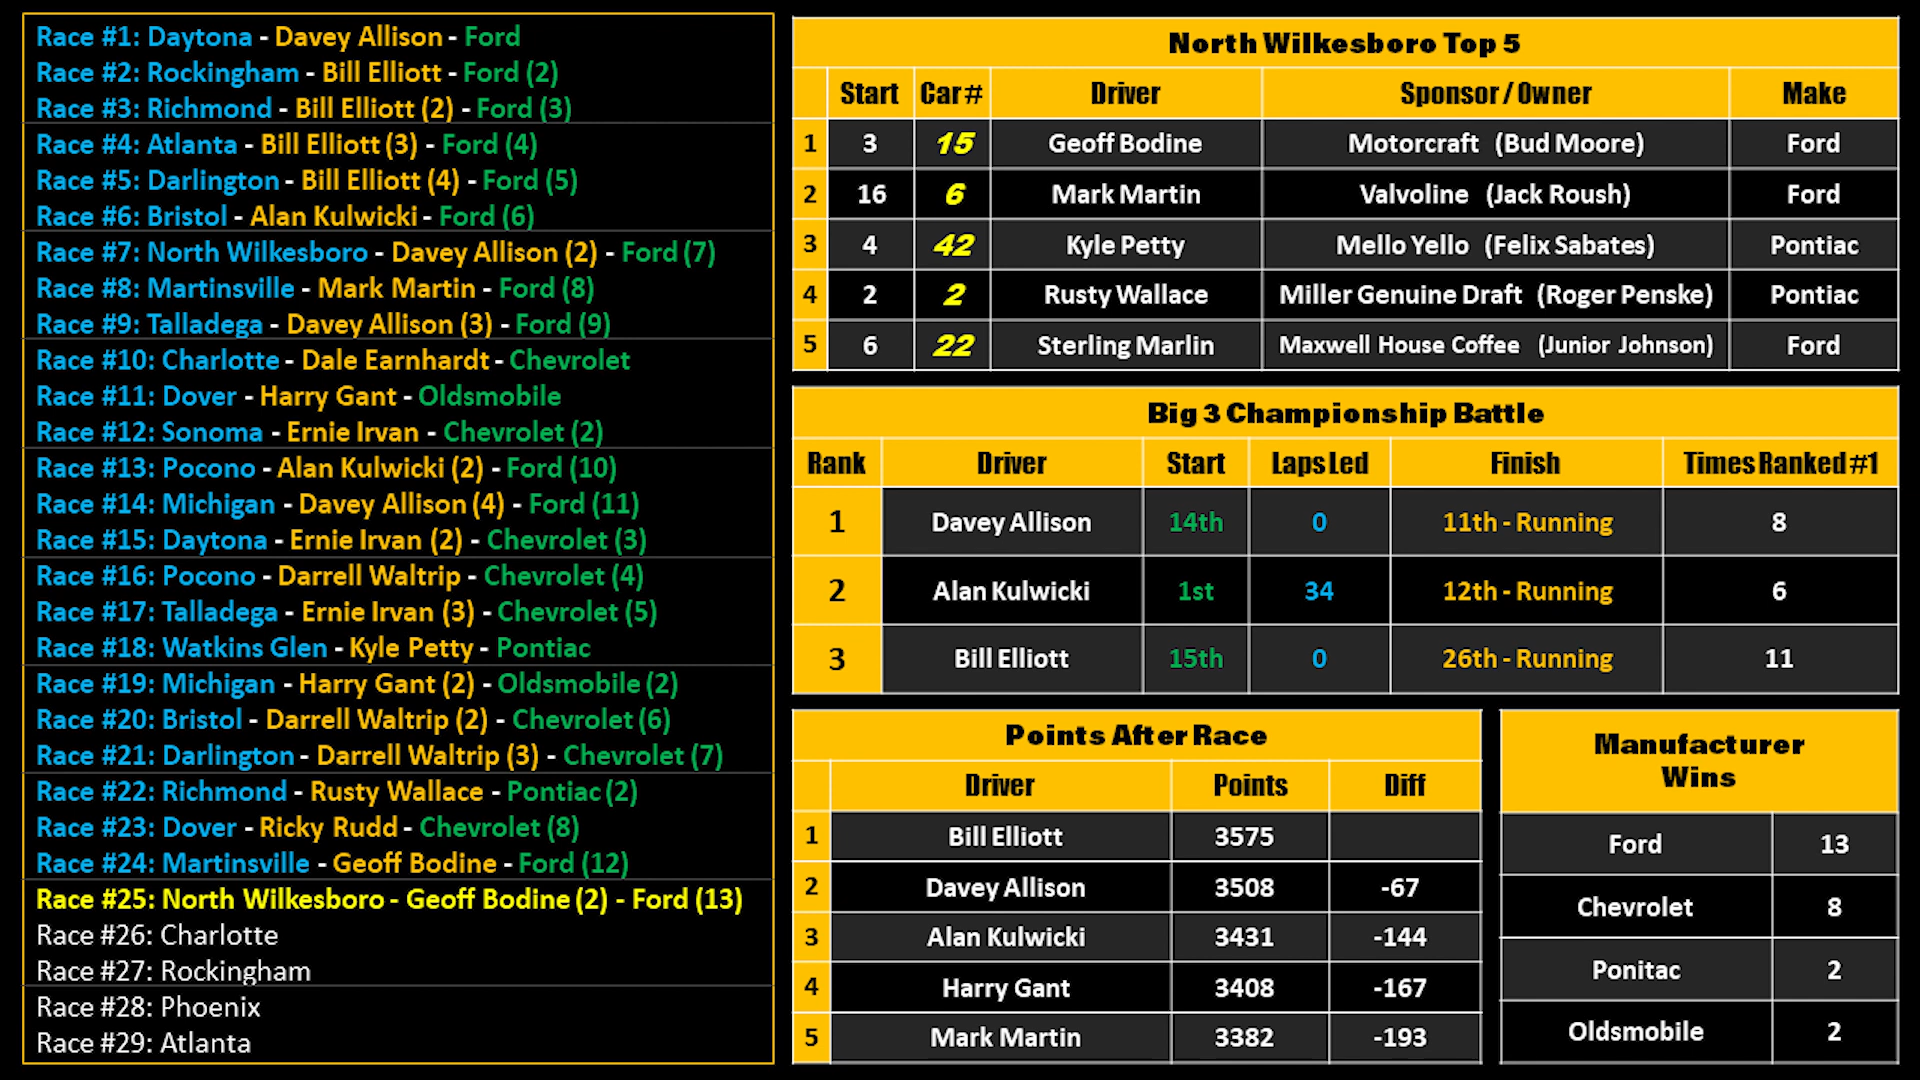 Race #1: Daytona - Davey Allison - Ford
Race #2: Rockingham - Bill Elliott - Ford (2)
Race #3: Richmond - Bill Elliott (2) - Ford (3)
Race #4: Atlanta - Bill Elliott (3) - Ford (4)
Race #5: Darlington - Bill Elliott (4) - Ford (5)
Race #6: Bristol - Alan Kulwicki - Ford (6)
Race #7: North Wilkesboro - Davey Allison (2) - Ford (7)
Race #8: Martinsville - Mark Martin - Ford (8)
Race #9: Talladega - Davey Allison (3) - Ford (9)
Race #10: Charlotte - Dale Earnhardt - Chevrolet
Race #11: Dover - Harry Gant - Oldsmobile
Race #12: Sonoma - Ernie Irvan - Chevrolet (2)
Race #13: Pocono - Alan Kulwicki (2) - Ford (10)
Race #14: Michigan - Davey Allison (4) - Ford (11)
Race #15: Daytona - Ernie Irvan (2) - Chevrolet (3)
Race #16: Pocono - Darrell Waltrip - Chevrolet (4)
Race #17: Talladega - Ernie Irvan (3) - Chevrolet (5)
Race #18: Watkins Glen - Kyle Petty - Pontiac
Race #19: Michigan - Harry Gant (2) - Oldsmobile (2)
Race #20: Bristol - Darrell Waltrip (2) - Chevrolet (6)
Race #21: Darlington - Darrell Waltrip (3) - Chevrolet (7)
Race #22: Richmond - Rusty Wallace - Pontiac (2)
Race #23: Dover - Ricky Rudd - Chevrolet (8)
Race #24: Martinsville - Geoff Bodine - Ford (12)
Race #25: North Wilkesboro - Geoff Bodine (2) - Ford (13)
Race #26: Charlotte
Race #27: Rockingham
Race #28: Phoenix
Race #29: Atlanta
North Wilkesboro Top 5
Start Car # Driver Sponsor / Owner Make
1 3 15 Geoff Bodine Motorcraft (Bud Moore) Ford
2 16 6 Mark Martin Valvoline (Jack Roush) Ford
3 4 42 Kyle Petty Mello Yello (Felix Sabates) Pontiac
4 2 2 Rusty Wallace Miller Genuine Draft (Roger Penske) Pontiac
5 6 22 Sterling Marlin Maxwell House Coffee (Junior Johnson) Ford
Big 3 Championship Battle
Rank Driver Start Laps Led Finish Times Ranked #1
1 Davey Allison 14th 0 11th - Running 8
2 Alan Kulwicki 1st 34 12th - Running 6
3 Bill Elliott 15th 0 26th - Running 11
Points After Race
Driver Points Diff
1 Bill Elliott 3575
2 Davey Allison 3508 -67
3 Alan Kulwicki 3431 -144
4 Harry Gant 3408 -167
5 Mark Martin 3382 -193
Manufacturer
Wins
Ford 13
Chevrolet 8
Ponitac 2
Oldsmobile 2